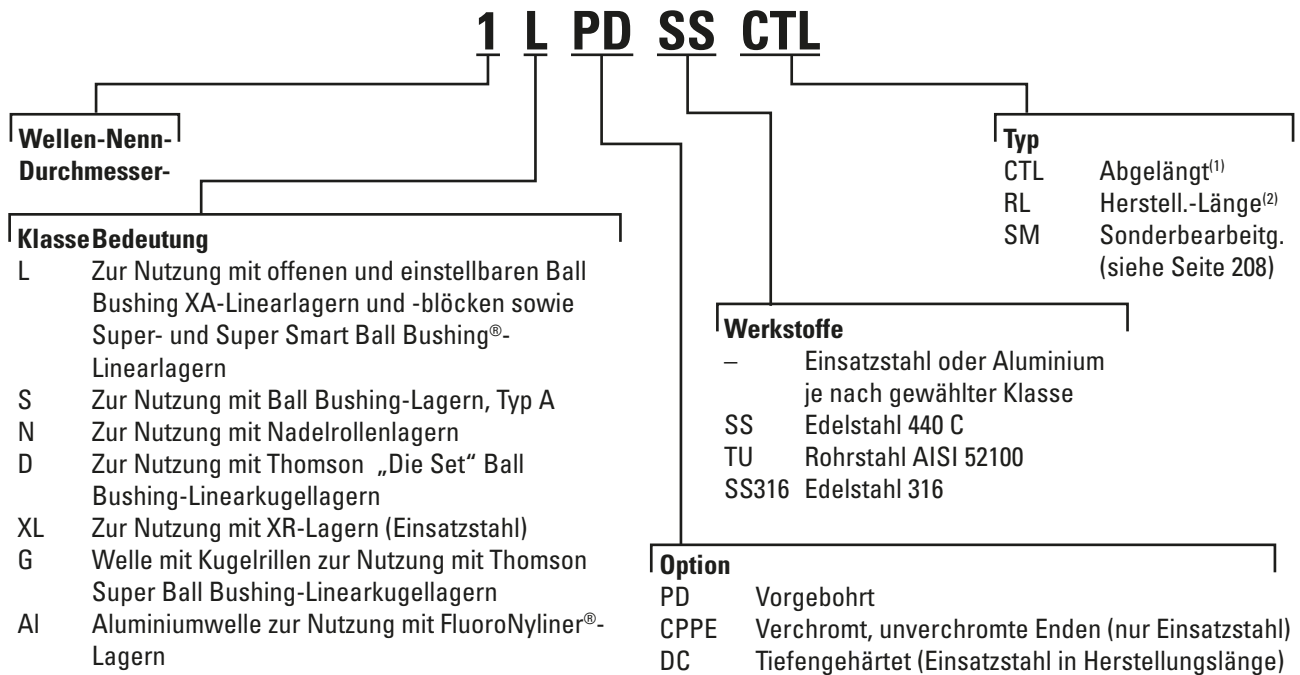 1 L PD SS CTL
Wellen-Nenn-
Durchmesser-
Klasse Bedeutung
L Zur Nutzung mit offenen und einstellbaren Ball
Bushing XA-Linearlagern und -blöcken sowie
Super- und Super Smart Ball Bushing®-
Linearlagern
S Zur Nutzung mit Ball Bushing-Lagern, Typ A
N Zur Nutzung mit Nadelrollenlagern
D Zur Nutzung mit Thomson „Die Set“ Ball
Bushing-Linearkugellagern
XL Zur Nutzung mit XR-Lagern (Einsatzstahl)
G Welle mit Kugelrillen zur Nutzung mit Thomson
Super Ball Bushing-Linearkugellagern
Al Aluminiumwelle zur Nutzung mit FluoroNyliner®-
Lagern
Typ
CTL Abgelängt(1)
RL Herstell.-Länge(2)
SM Sonderbearbeitg.
(siehe Seite 208)
Werkstoffe
– Einsatzstahl oder Aluminium
je nach gewählter Klasse
SS Edelstahl 440 C
TU Rohrstahl AISI 52100
SS316 Edelstahl 316
Option
PD Vorgebohrt
CPPE Verchromt, unverchromte Enden (nur Einsatzstahl)
DC Tiefengehärtet (Einsatzstahl in Herstellungslänge)